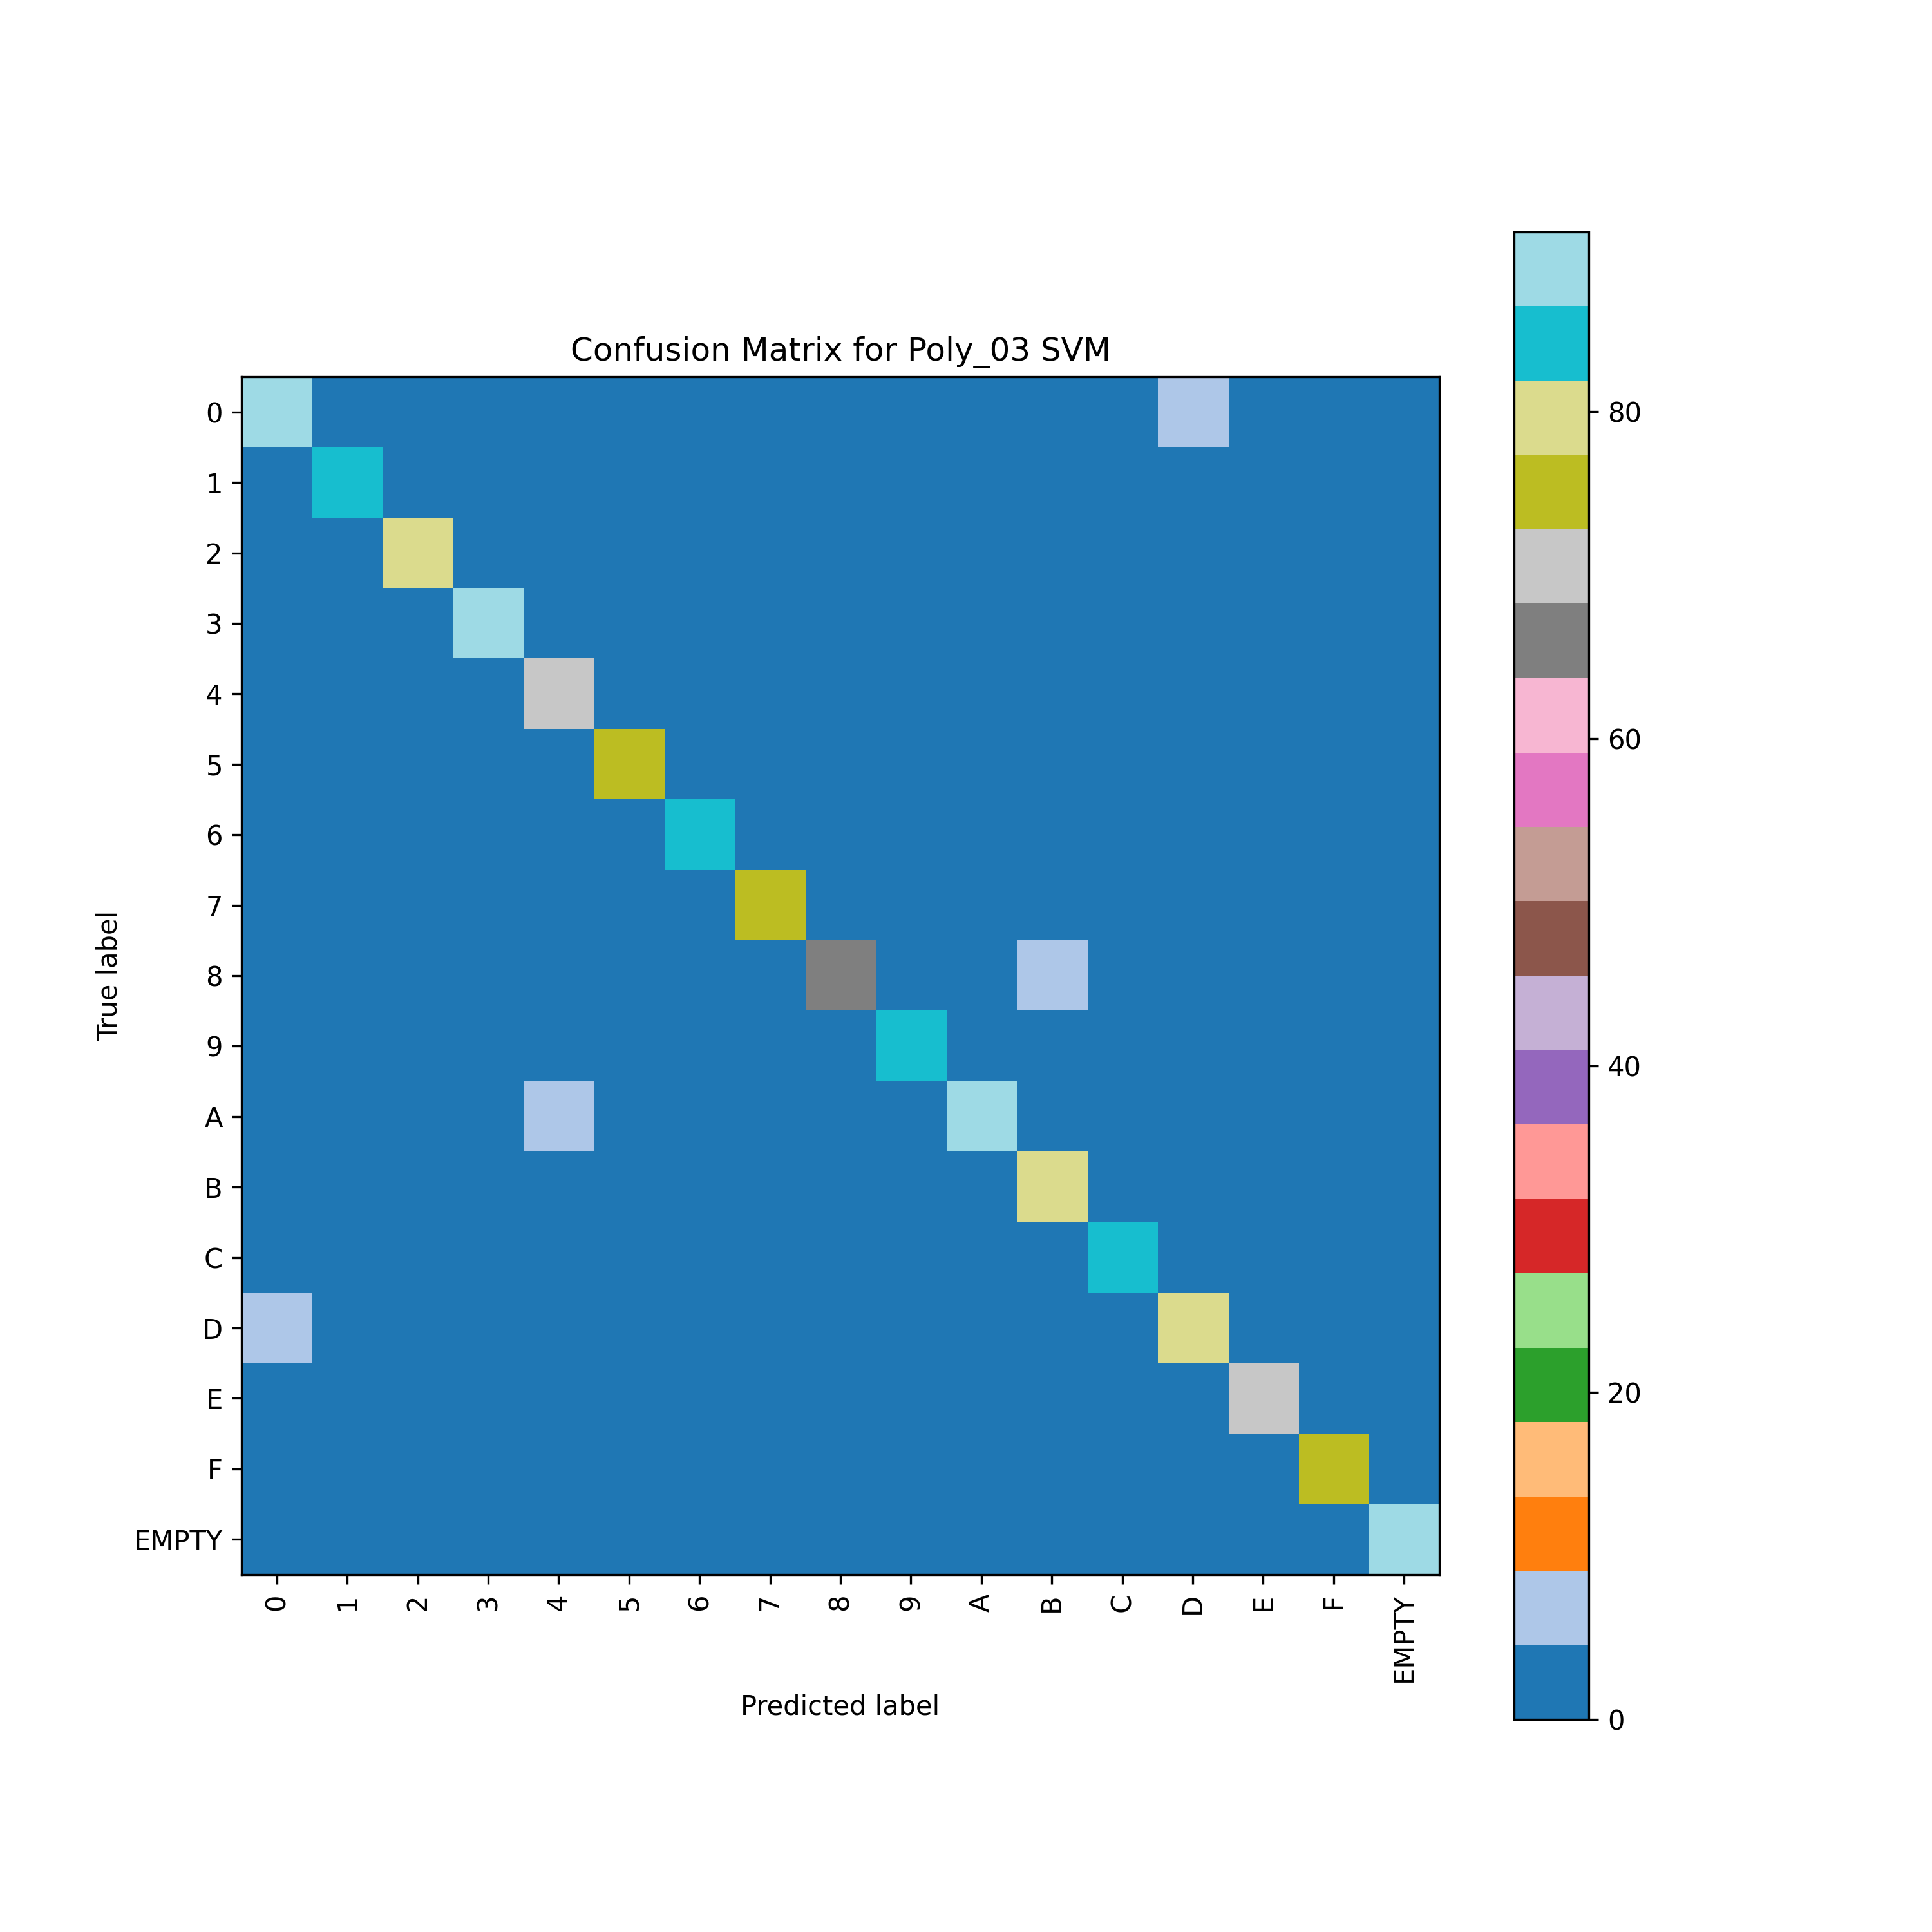 Confusion Matrix for Poly_03 SVM
True label
0
1
2
3
4
5
6
7
8
9
A
B
C
D
E
F
EMPTY
0 1 2 3 4 5 6 7 8 9 A B C D E F EMPTY
Predicted label
80
60
40
20
0